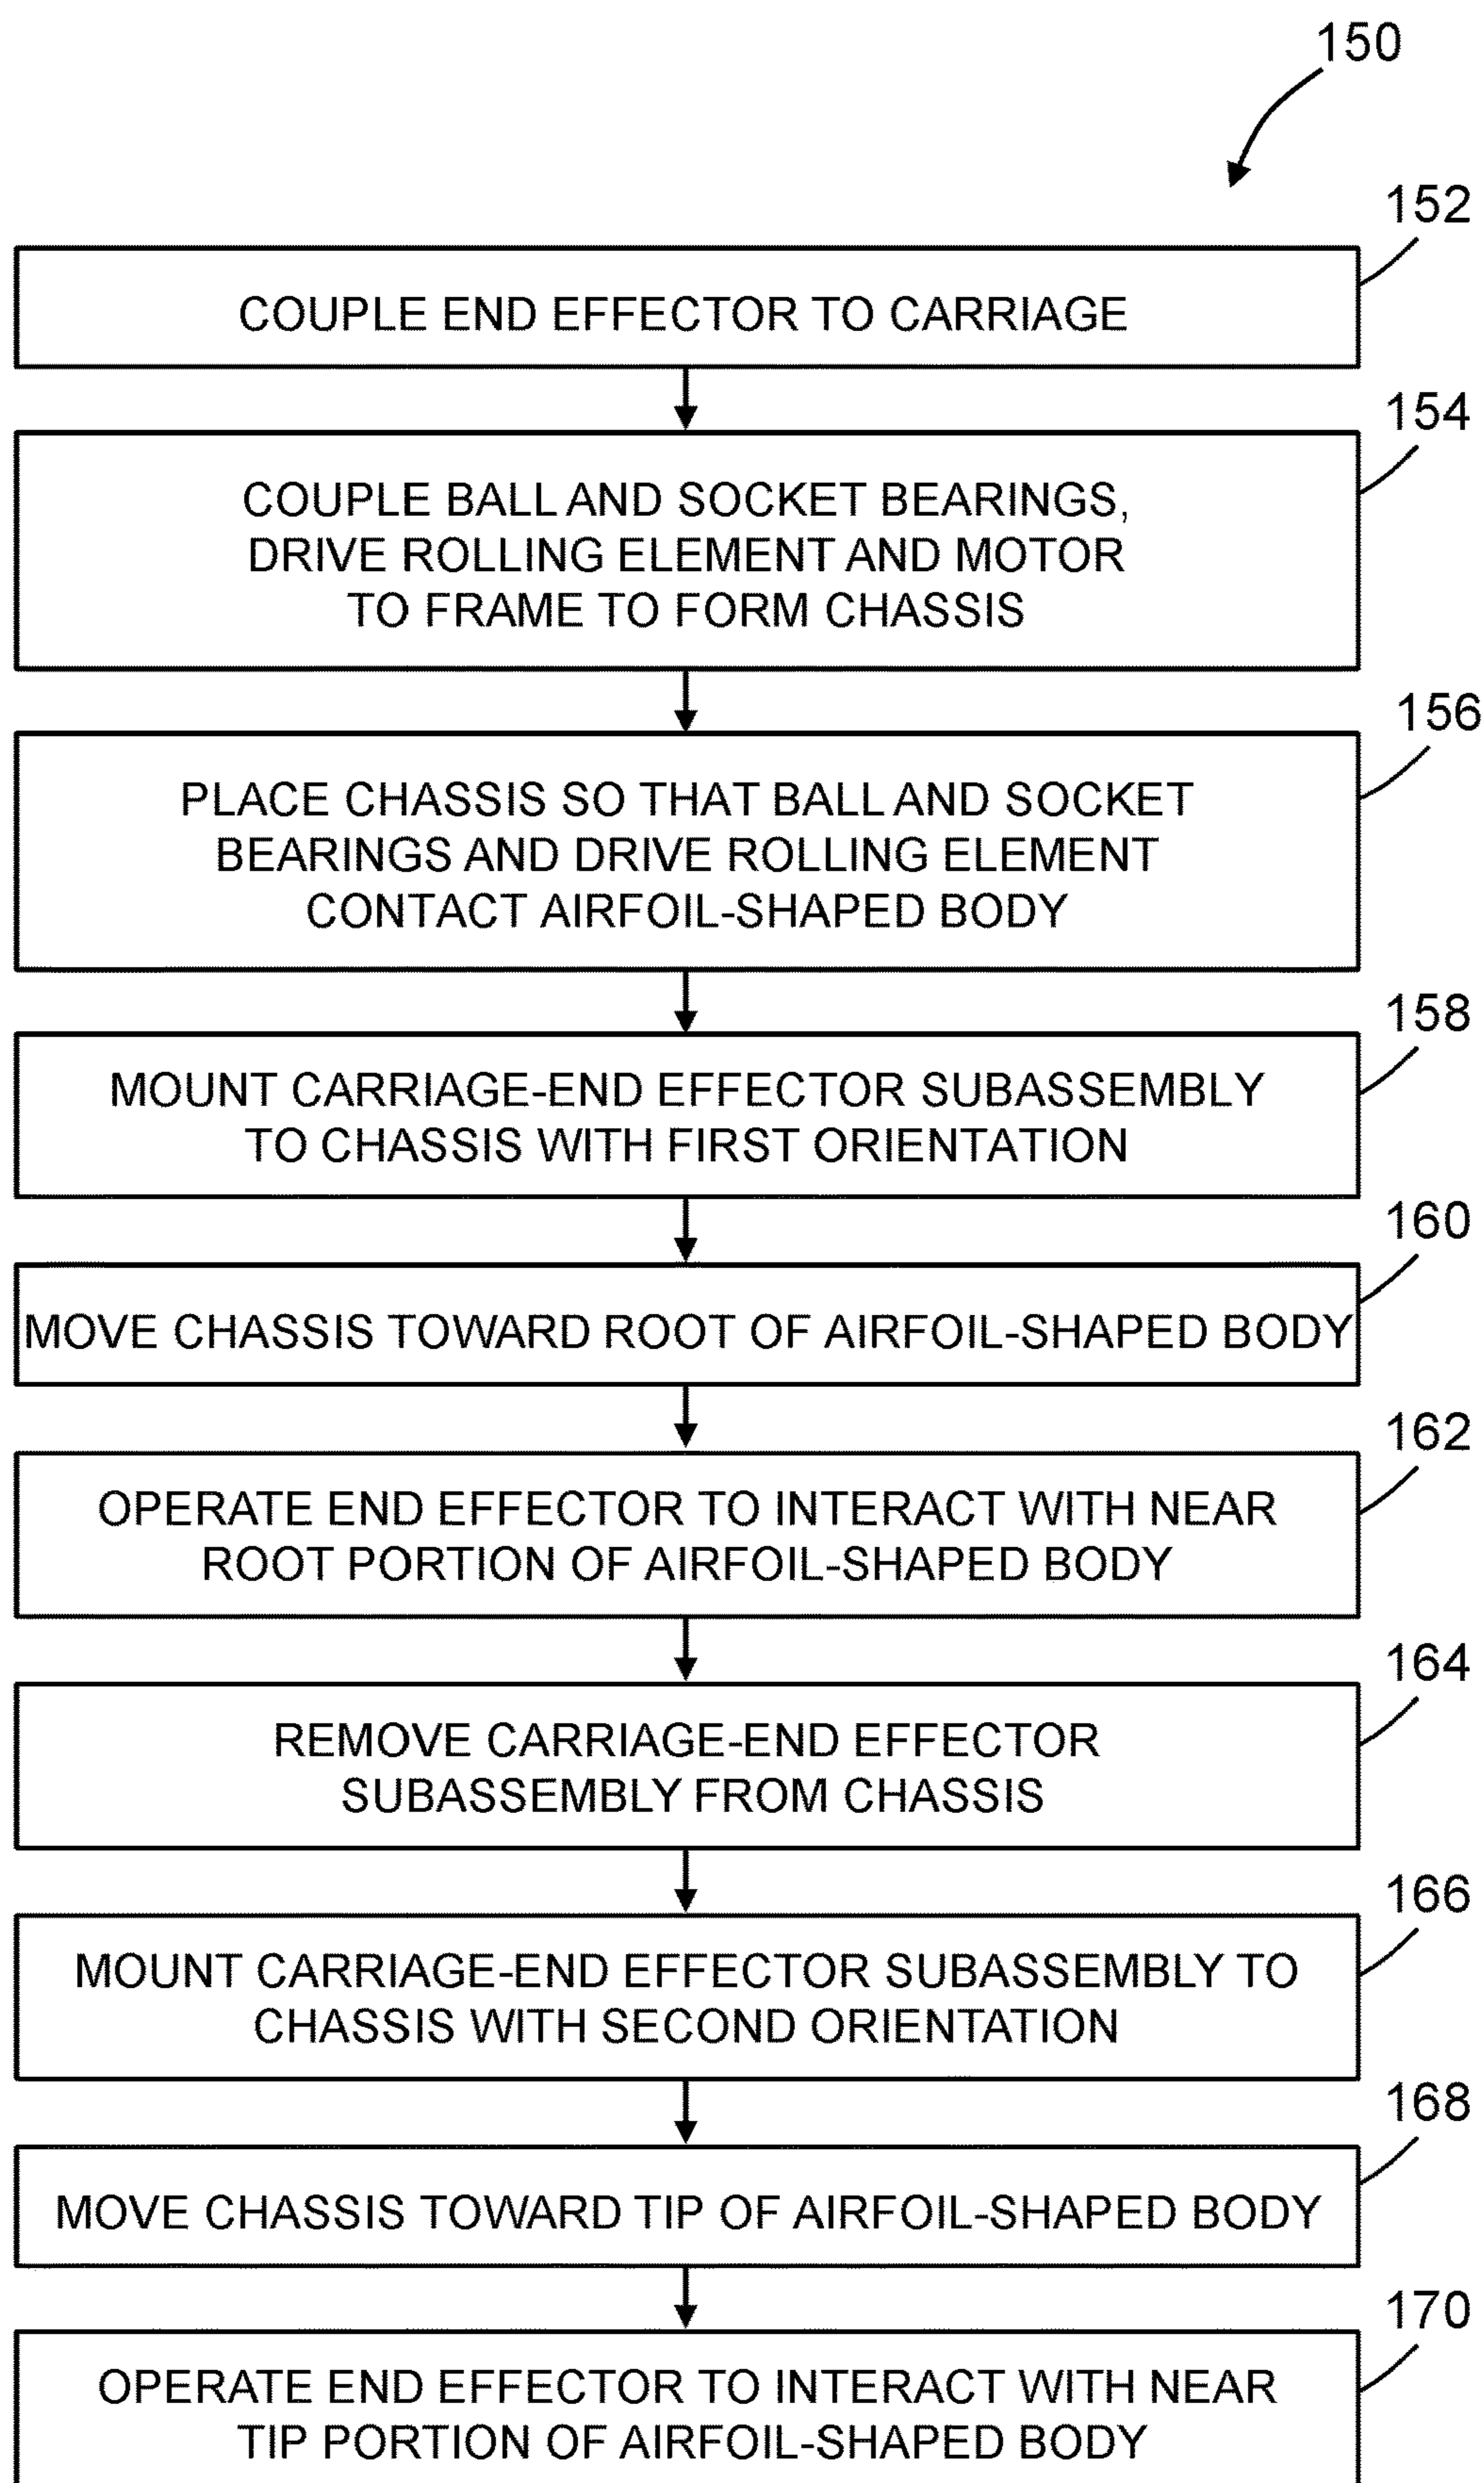 150
152
COUPLE END EFFECTOR TO CARRIAGE
154
COUPLE BALL AND SOCKET BEARINGS,
DRIVE ROLLING ELEMENT AND MOTOR
TO FRAME TO FORM CHASSIS
156
PLACE CHASSIS SO THAT BALL AND SOCKET
BEARINGS AND DRIVE ROLLING ELEMENT
CONTACT AIRFOIL-SHAPED BODY
158
MOUNT CARRIAGE-END EFFECTOR SUBASSEMBLY
TO CHASSIS WITH FIRST ORIENTATION
160
MOVE CHASSIS TOWARD ROOT OF AIRFOIL-SHAPED BODY
162
OPERATE END EFFECTOR TO INTERACT WITH NEAR
ROOT PORTION OF AIRFOIL-SHAPED BODY
164
REMOVE CARRIAGE-END EFFECTOR
SUBASSEMBLY FROM CHASSIS
166
MOUNT CARRIAGE-END EFFECTOR SUBASSEMBLY TO
CHASSIS WITH SECOND ORIENTATION
168
MOVE CHASSIS TOWARD TIP OF AIRFOIL-SHAPED BODY
170
OPERATE END EFFECTOR TO INTERACT WITH NEAR
TIP PORTION OF AIRFOIL-SHAPED BODY